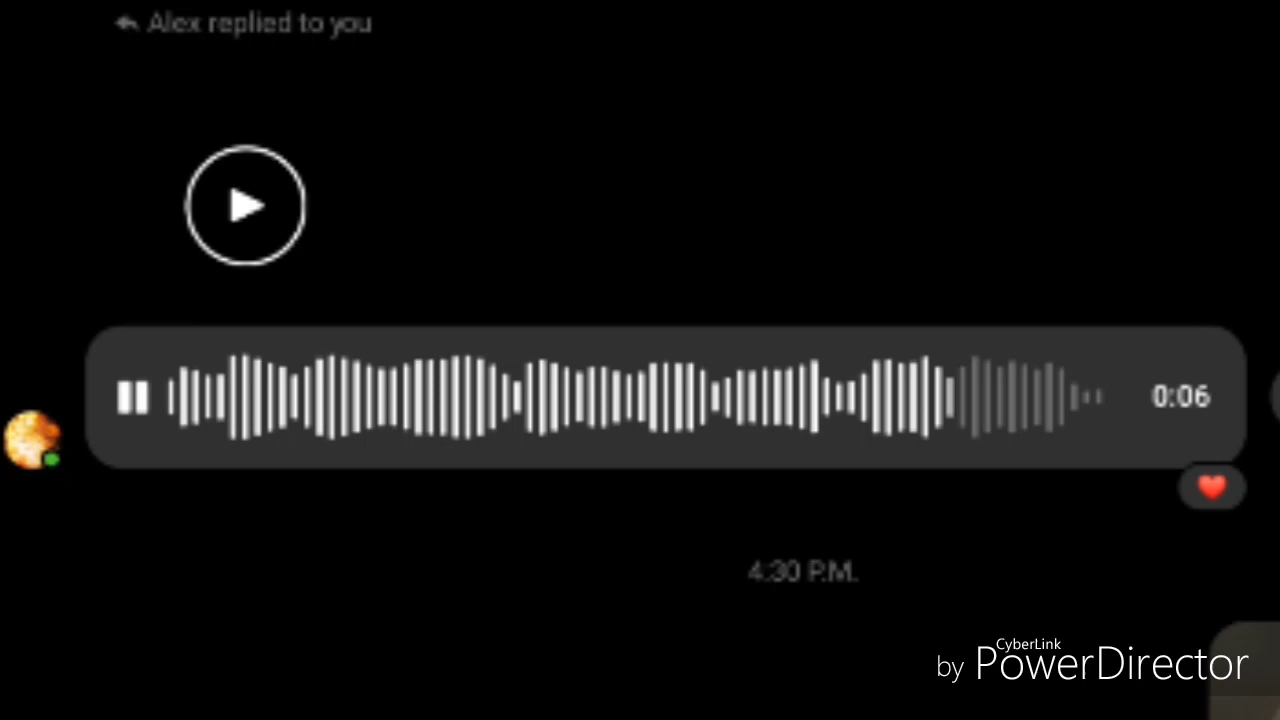 Alex replied to you
0:06
4:30 P.M.
CyberLink
by PowerDirector